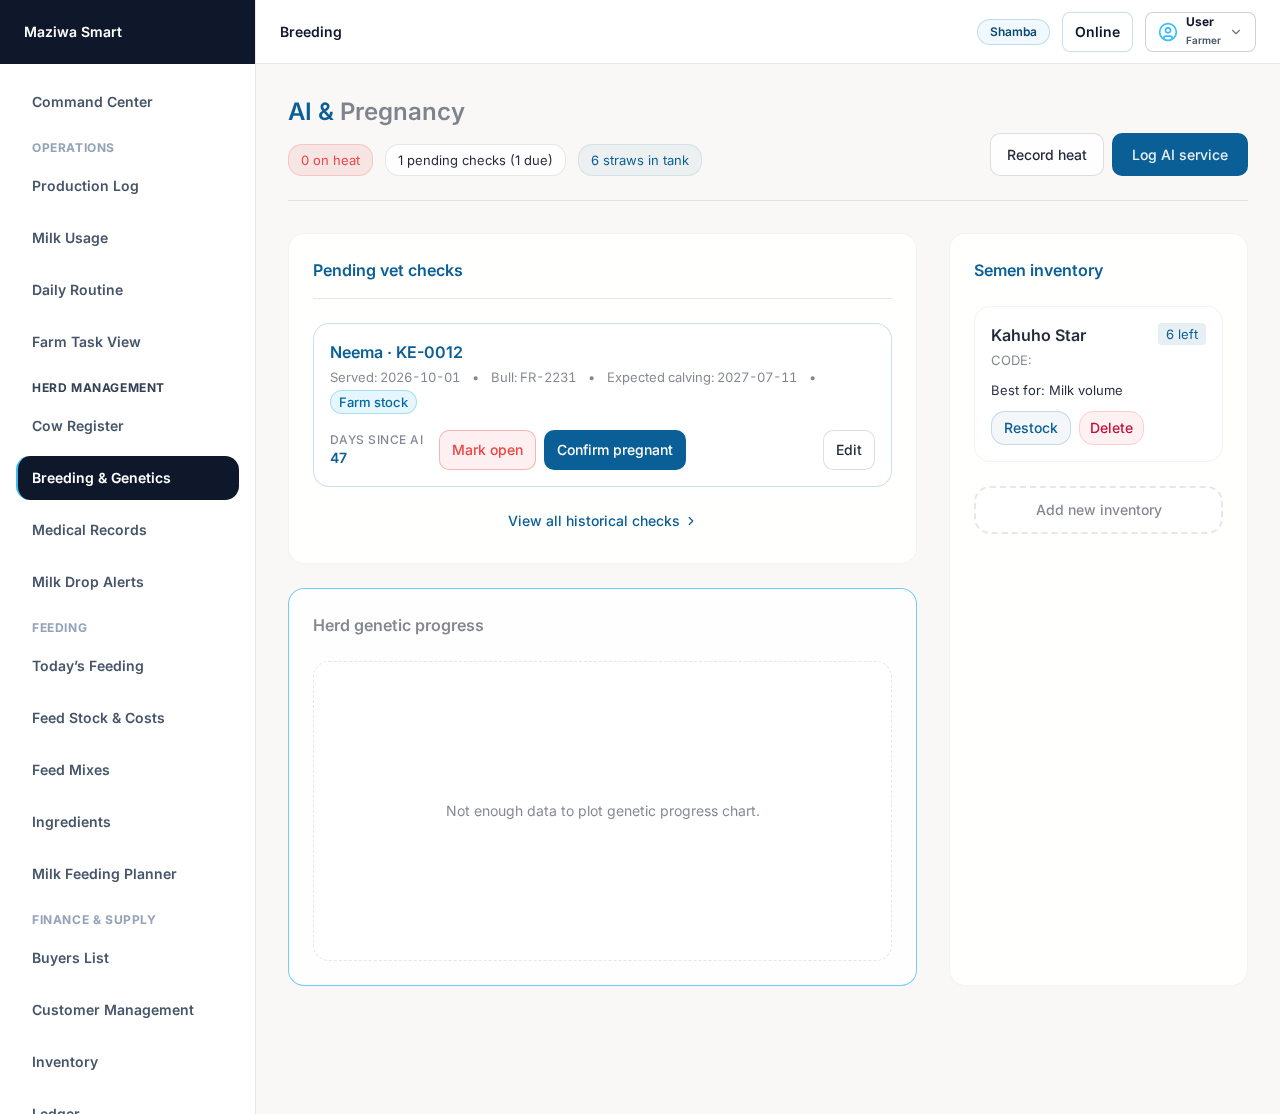 Maziwa Smart
Breeding
Shamba
Online
User
Farmer
Command Center
OPERATIONS
Production Log
Milk Usage
Daily Routine
Farm Task View
HERD MANAGEMENT
Cow Register
Breeding & Genetics
Medical Records
Milk Drop Alerts
FEEDING
Today’s Feeding
Feed Stock & Costs
Feed Mixes
Ingredients
Milk Feeding Planner
FINANCE & SUPPLY
Buyers List
Customer Management
Inventory
Ledger
AI & Pregnancy
0 on heat
1 pending checks (1 due)
6 straws in tank
Record heat
Log AI service
Pending vet checks
Neema · KE-0012
Served: 2026-10-01 • Bull: FR-2231 • Expected calving: 2027-07-11 •
Farm stock
DAYS SINCE AI
47
Mark open
Confirm pregnant
Edit
View all historical checks
Herd genetic progress
Not enough data to plot genetic progress chart.
Semen inventory
Kahuho Star
6 left
CODE:
Best for: Milk volume
Restock
Delete
Add new inventory